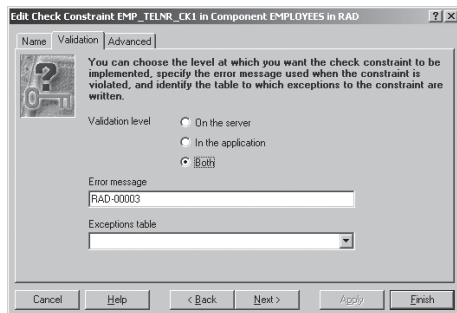 Edit Check Constraint EMP_TELNR_CK1 in Component EMPLOYEES in RAD
Name Validation Advanced
You can choose the level at which you want the check constraint to be
implemented, specify the error message used when the constraint is
violated, and identify the table to which exceptions to the constraint are
written.
Validation level
On the server
In the application
Both
Error message
RAD-00003
Exceptions table
Cancel Help < Back Next > Apply Finish